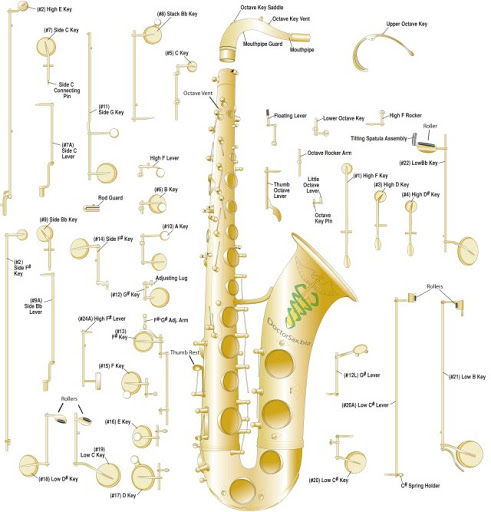 (#2) High E Key
(#7) Side C Key
(#8) Stack Bb Key
(#5) C Key
Octave Key Saddle
Octave Key Vent
Mouthpipe Guard
Mouthpipe
Upper Octave Key
Side C
Connecting
Pin
(#11)
Side G Key
Octave Vent
Floating Lever
Lower Octave Key
High F Rocker
Roller
Tilting Spatula Assembly
(#7A)
Side C
Lever
High F Lever
Octave Rocker Arm
(#22) LowBb Key
Rod Guard
(#6) B Key
Thumb
Octave
Lever
Little
Octave
Lever
Octave
Key Pin
(#1) High F Key
(#3) High D Key
(#4) High D# Key
(#9) Side Bb
Key
(#10) A Key
(#14) Side F#
Key
(#2)
Side F#
Key
Adjusting Lug
(#12) G# Key
(#9A)
Side Bb
Lever
(#24A) High F# Lever
F#-G# Adj. Arm
(#13)
F# Key
Rollers
DoctorSax.biz
Thumb Rest
(#15) F Key
(#12L) G# Lever
(#21) Low B Key
(#20A) Low C# Lever
Rollers
(#16) E Key
(#19)
Low C Key
(#18) Low D# Key
(#17) D Key
(#20) Low C# Key
C# Spring Holder